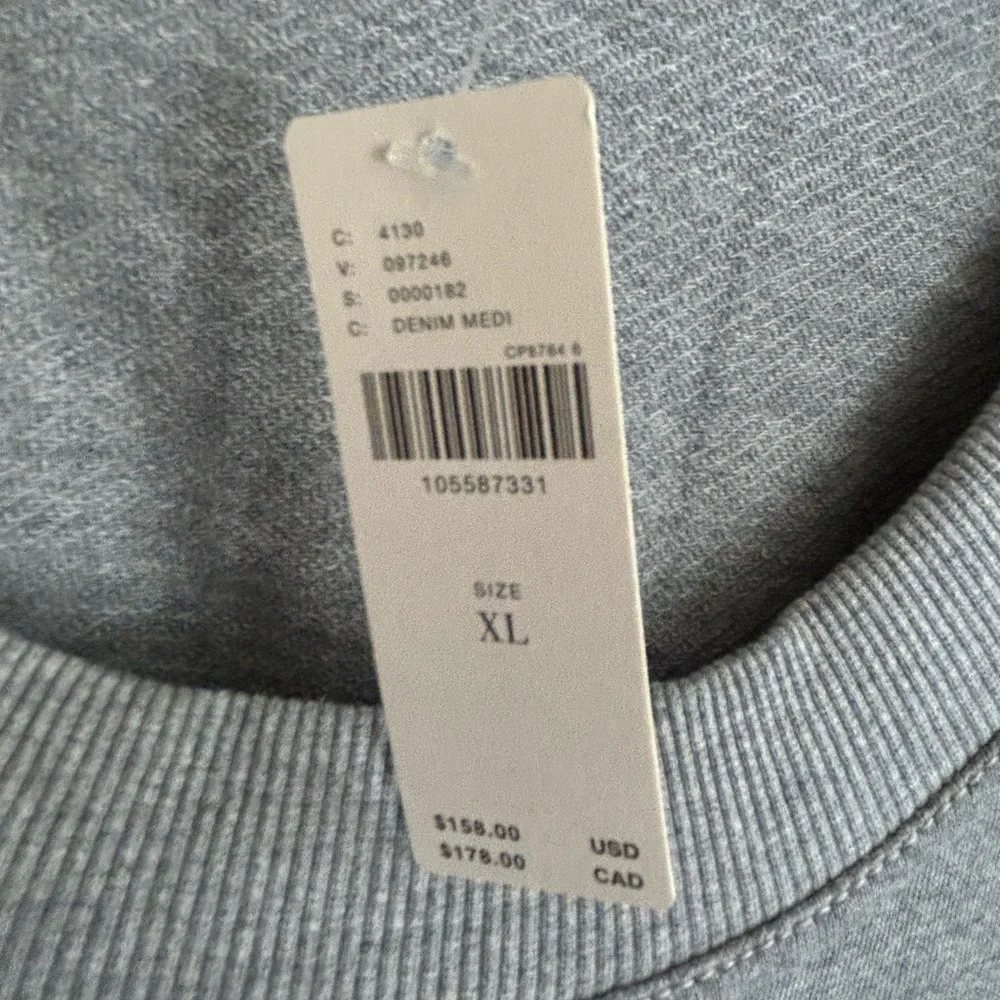 C: 4130
V: 097246
S: 0000182
C: DENIM MEDI
CP8764 6
105587331
SIZE
XL
$158.00 USD
$178.00 CAD